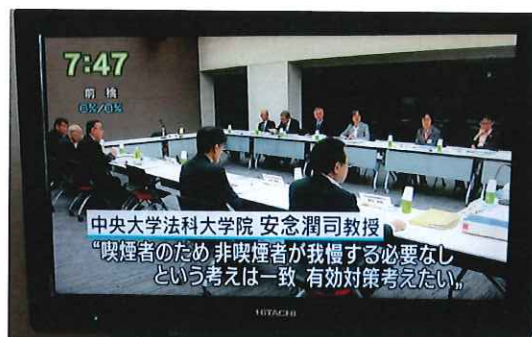 7:47
前橋
0%/0%
中央大学法科大学院 安念潤司教授
“喫煙者のため 非喫煙者が我慢する必要なし
という考えは一致 有効対策考えたい„
HITACHI